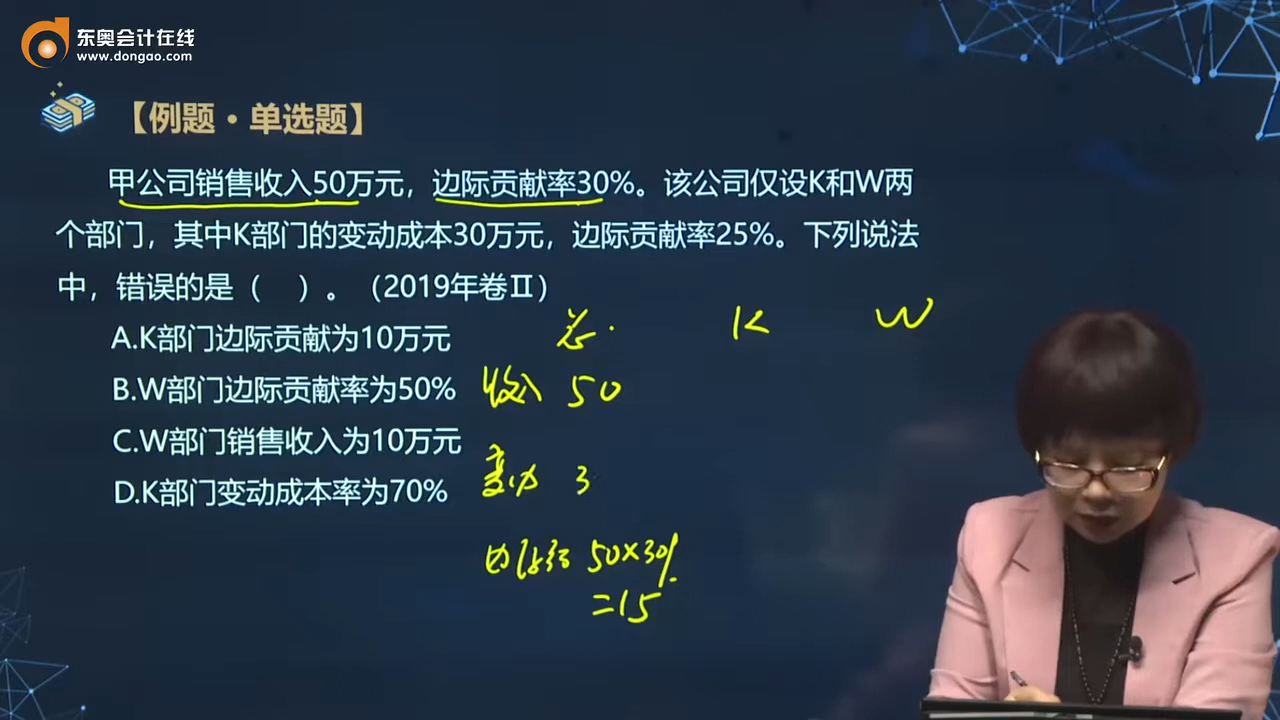 东奥会计在线
www.dongao.com
【例题·单选题】
甲公司销售收入50万元，边际贡献率30%。该公司仅设K和W两
个部门，其中K部门的变动成本30万元，边际贡献率25%。下列说法
中，错误的是（ ）。（2019年卷Ⅱ）
A.K部门边际贡献为10万元
B.W部门边际贡献率为50%
C.W部门销售收入为10万元
D.K部门变动成本率为70%
总 K W
收入 50
变动 3
50×30%
=15